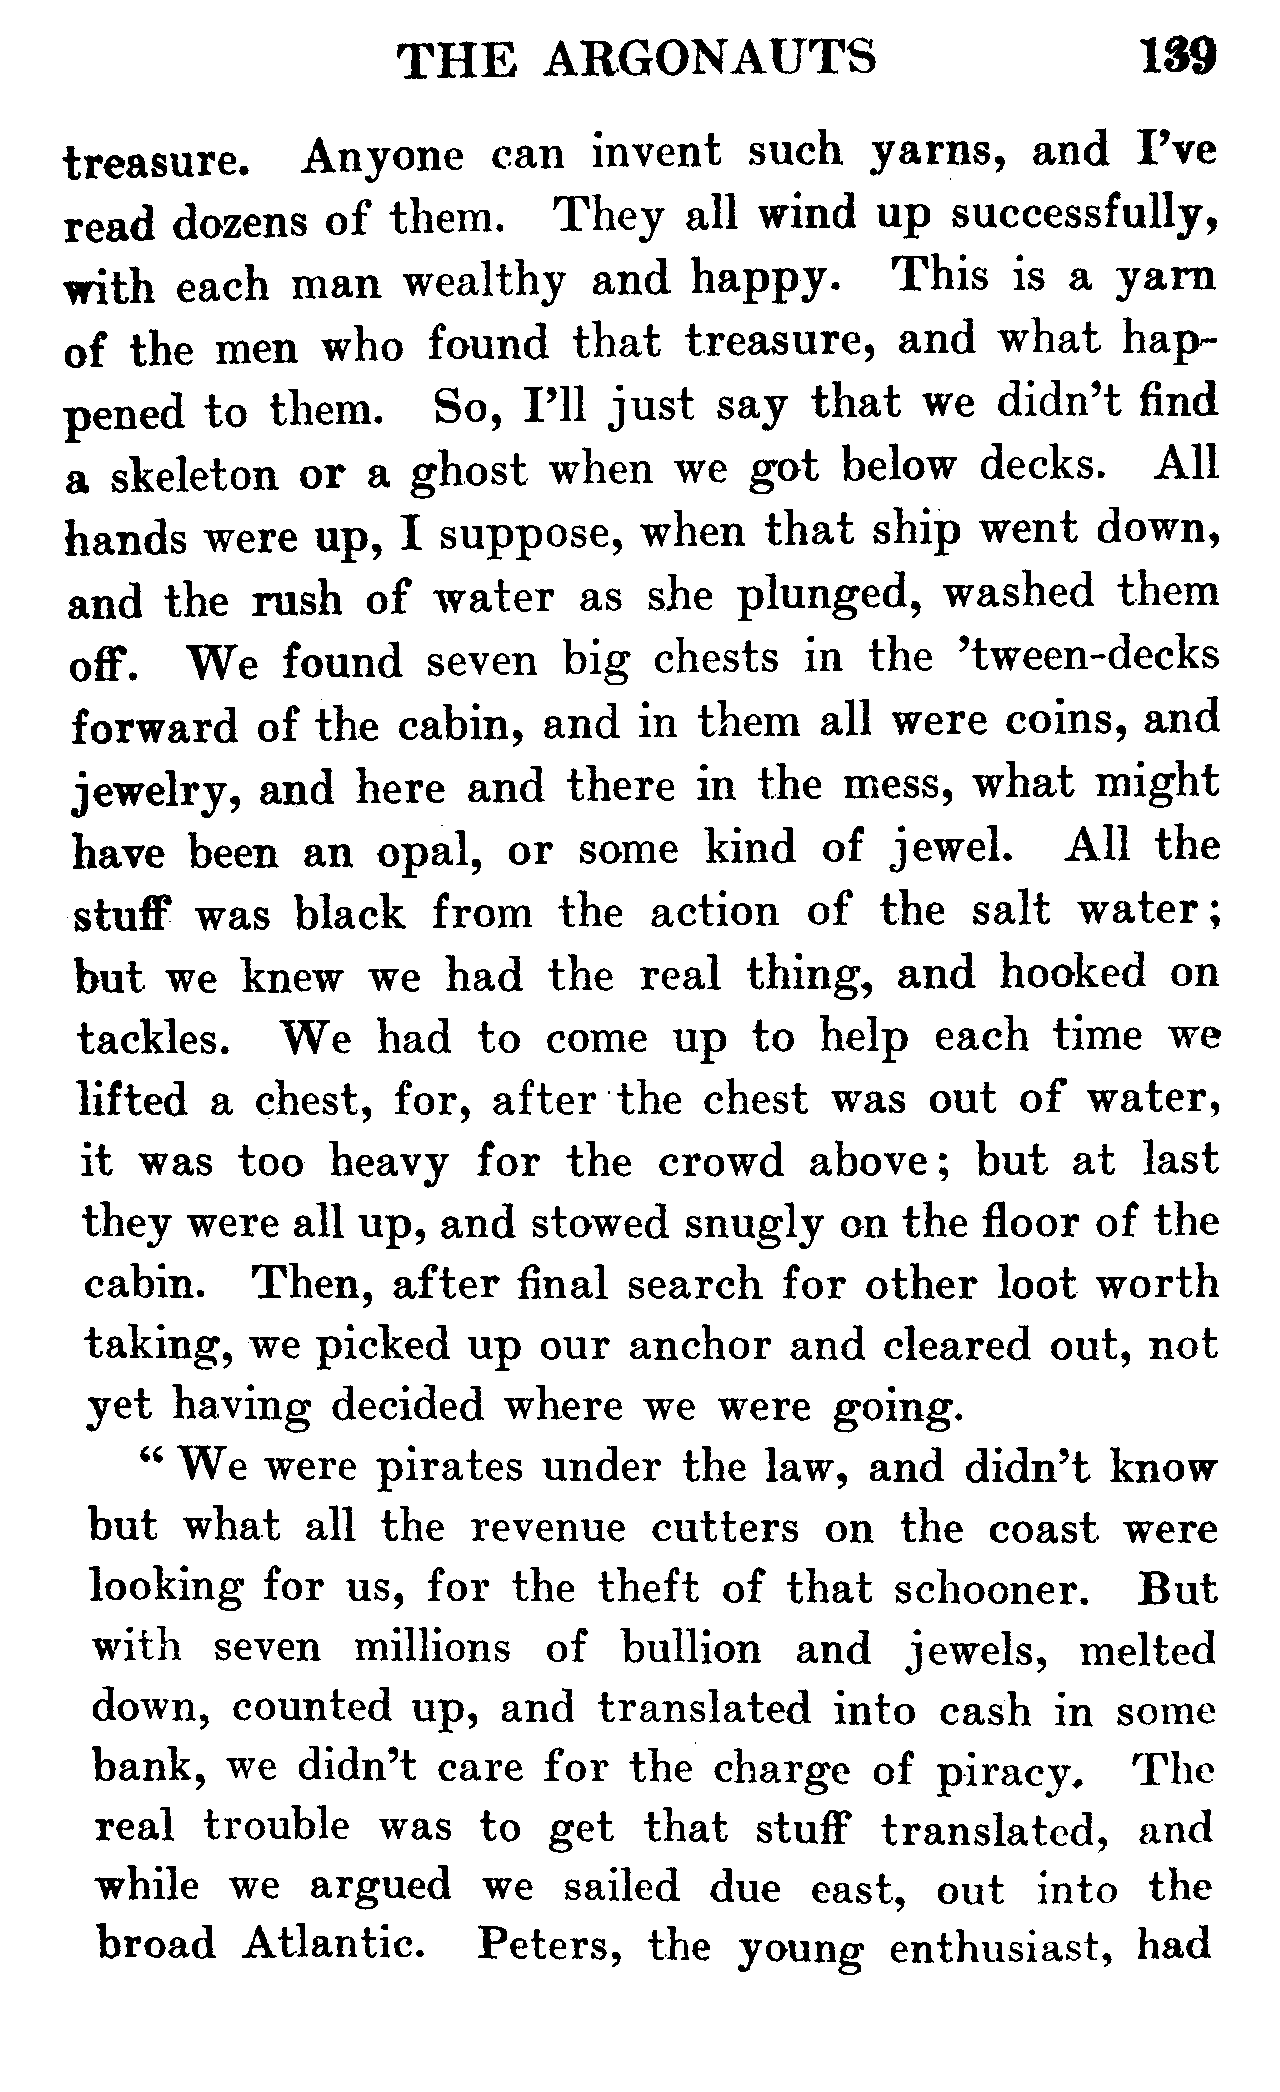 THE ARGONAUTS 139
treasure. Anyone can invent such yarns, and I've
read dozens of them. They all wind up successfully,
with each man wealthy and happy. This is a yarn
of the men who found that treasure, and what hap-
pened to them. So, I'll just say that we didn't find
a skeleton or a ghost when we got below decks. All
hands were up, I suppose, when that ship went down,
and the rush of water as she plunged, washed them
off. We found seven big chests in the 'tween-decks
forward of the cabin, and in them all were coins, and
jewelry, and here and there in the mess, what might
have been an opal, or some kind of jewel. All the
stuff was black from the action of the salt water;
but we knew we had the real thing, and hooked on
tackles. We had to come up to help each time we
lifted a chest, for, after the chest was out of water,
it was too heavy for the crowd above; but at last
they were all up, and stowed snugly on the floor of the
cabin. Then, after final search for other loot worth
taking, we picked up our anchor and cleared out, not
yet having decided where we were going.
“ We were pirates under the law, and didn't know
but what all the revenue cutters on the coast were
looking for us, for the theft of that schooner. But
with seven millions of bullion and jewels, melted
down, counted up, and translated into cash in some
bank, we didn't care for the charge of piracy. The
real trouble was to get that stuff translated, and
while we argued we sailed due east, out into the
broad Atlantic. Peters, the young enthusiast, had